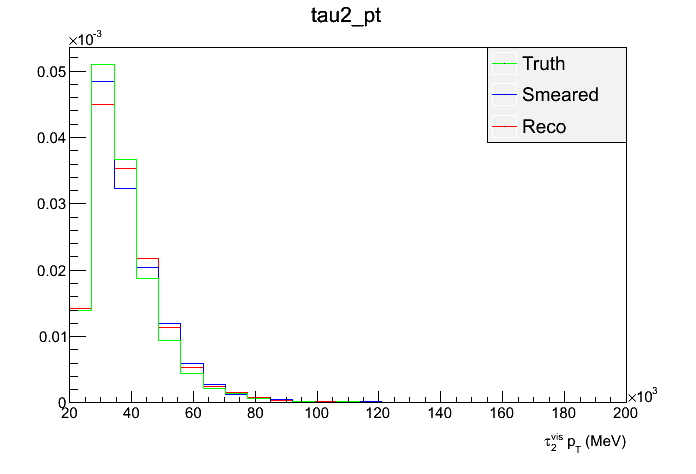 tau2_pt
×10⁻³
0.05
0.04
0.03
0.02
0.01
0
20 40 60 80 100 120 140 160 180 200
×10³
τ₂ᵛⁱˢ p_T (MeV)
Truth
Smeared
Reco